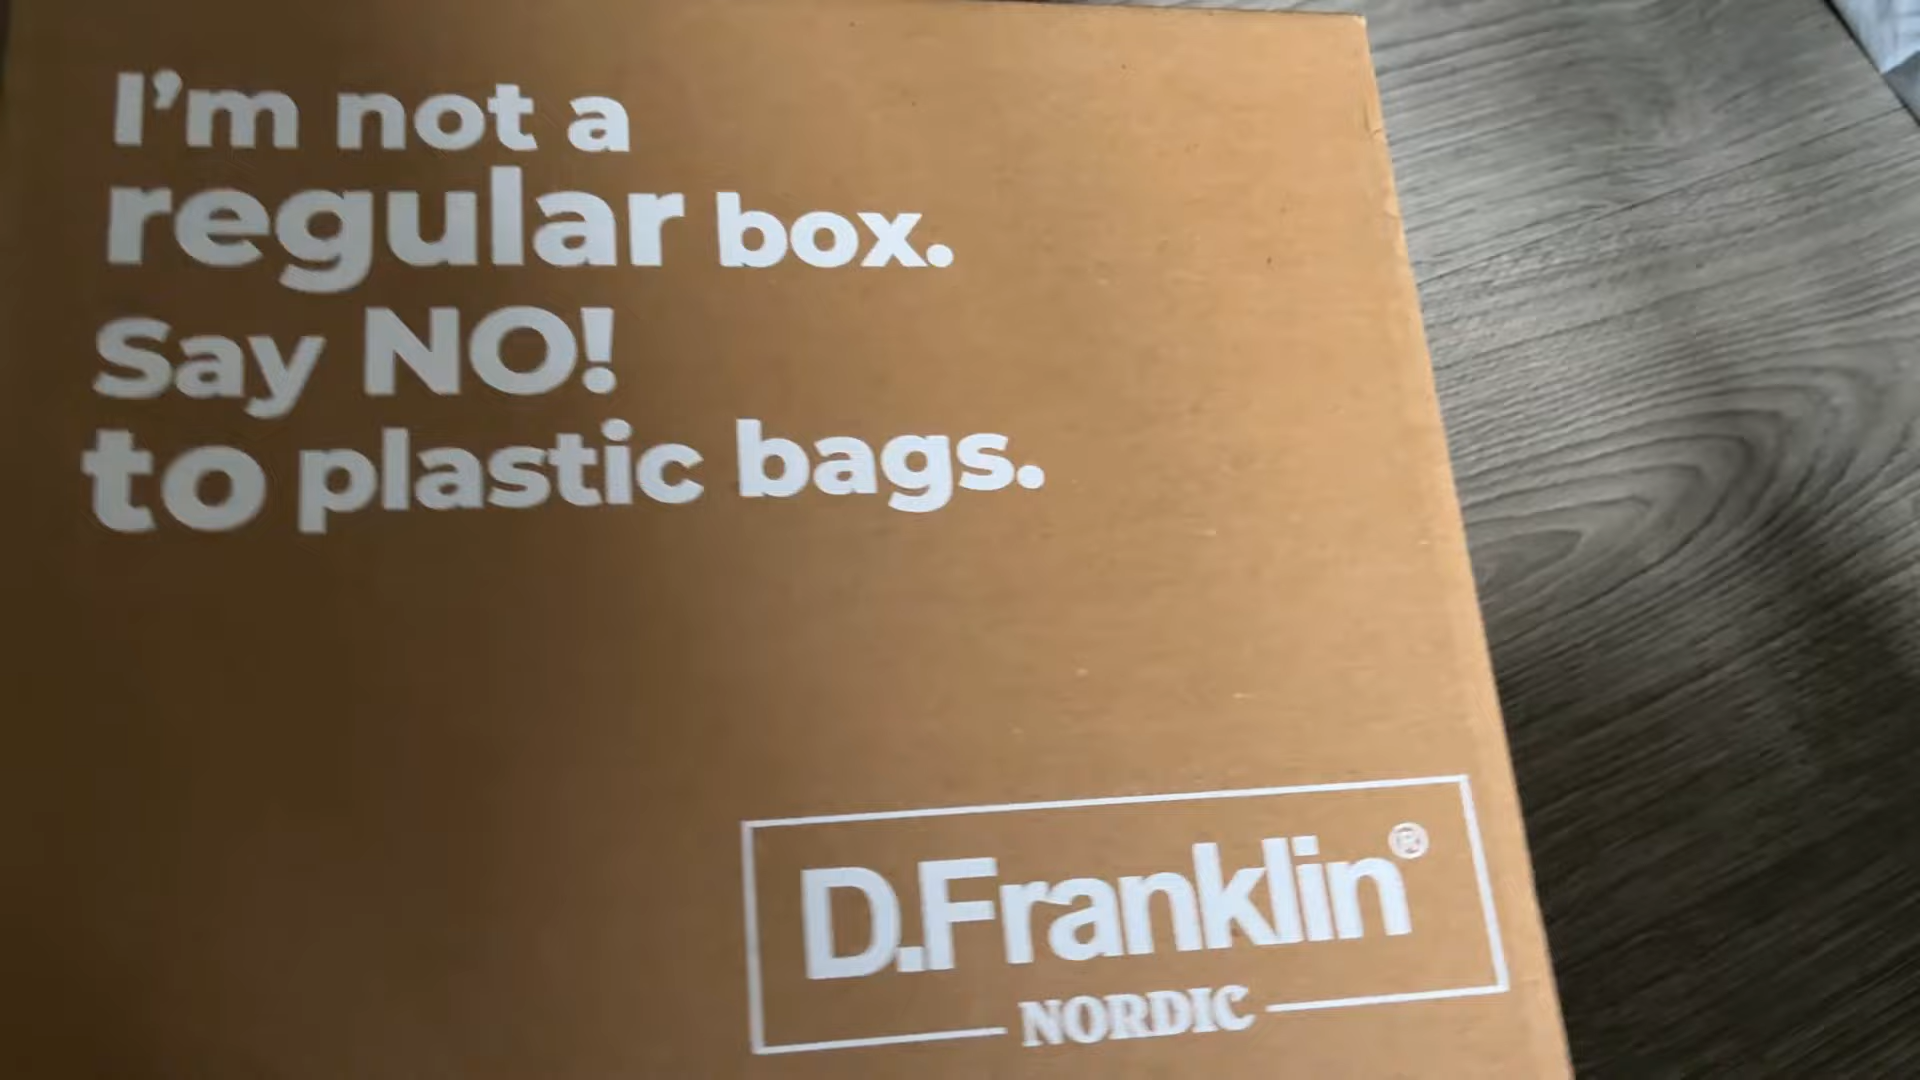 I'm not a
regular box.
Say NO!
to plastic bags.
D.Franklin®
NORDIC